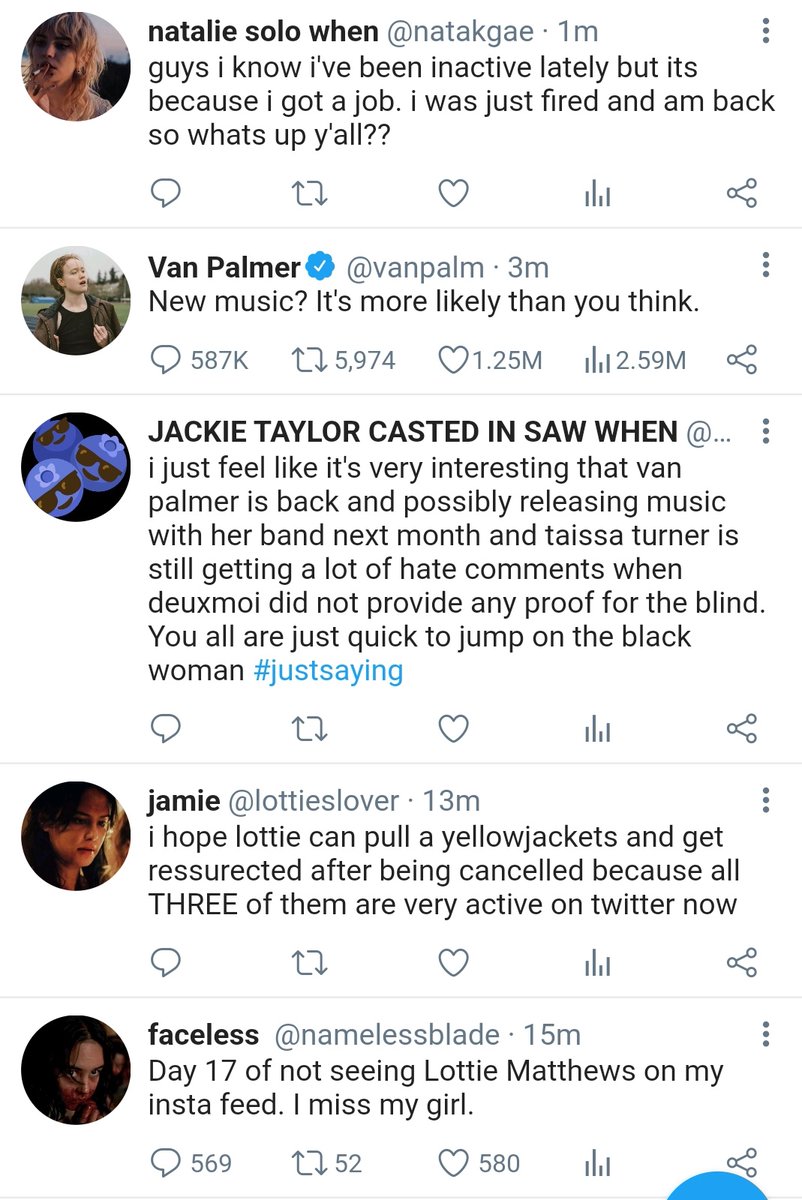 natalie solo when @natakgae · 1m
guys i know i've been inactive lately but its
because i got a job. i was just fired and am back
so whats up y'all??
Van Palmer @vanpalm · 3m
New music? It's more likely than you think.
587K 5,974 1.25M 2.59M
JACKIE TAYLOR CASTED IN SAW WHEN @...
i just feel like it's very interesting that van
palmer is back and possibly releasing music
with her band next month and taissa turner is
still getting a lot of hate comments when
deuxmoi did not provide any proof for the blind.
You all are just quick to jump on the black
woman #justsaying
jamie @lottieslover · 13m
i hope lottie can pull a yellowjackets and get
ressurected after being cancelled because all
THREE of them are very active on twitter now
faceless @namelessblade · 15m
Day 17 of not seeing Lottie Matthews on my
insta feed. I miss my girl.
569 52 580